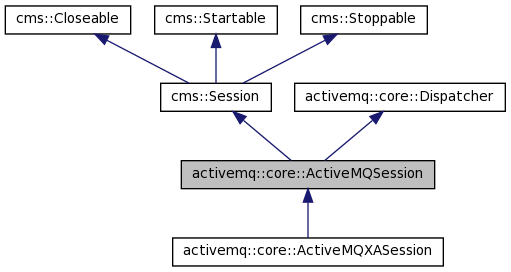 cms::Closeable
cms::Startable
cms::Stoppable
cms::Session
activemq::core::Dispatcher
activemq::core::ActiveMQSession
activemq::core::ActiveMQXASession